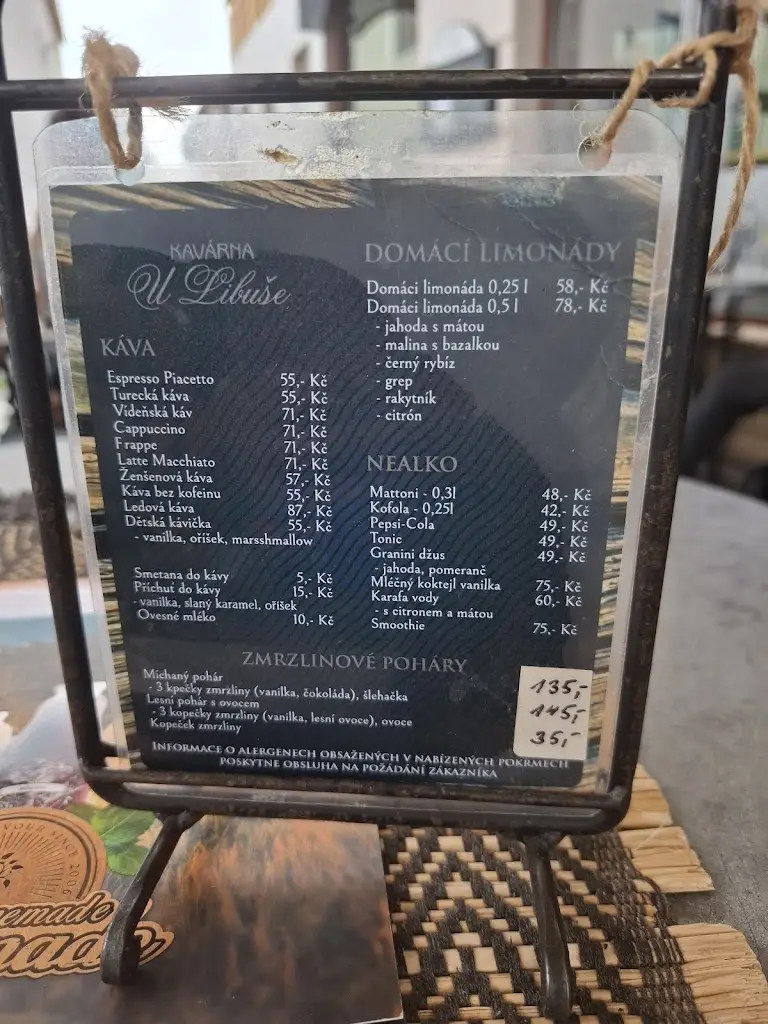 KAVÁRNA
U Libuše
KÁVA
Espresso Piacetto 55,- Kč
Turecká káva 55,- Kč
Vídeňská káv 71,- Kč
Cappuccino 71,- Kč
Frappe 71,- Kč
Latte Macchiato 71,- Kč
Ženšenová káva 57,- Kč
Káva bez kofeinu 55,- Kč
Ledová káva 87,- Kč
Dětská kávička 55,- Kč
- vanilka, oříšek, marsshmallow
Smetana do kávy 5,- Kč
Příchuť do kávy 15,- Kč
- vanilka, slaný karamel, oříšek
Ovesné mléko 10,- Kč
DOMÁCÍ LIMONÁDY
Domáci limonáda 0,25 l 58,- Kč
Domáci limonáda 0,5 l 78,- Kč
- jahoda s mátou
- malina s bazalkou
- černý rybíz
- grep
- rakytník
- citrón
NEALKO
Mattoni - 0,3l 48,- Kč
Kofola - 0,25l 42,- Kč
Pepsi-Cola 49,- Kč
Tonic 49,- Kč
Granini džus 49,- Kč
- jahoda, pomeranč
Mléčný koktejl vanilka 75,- Kč
Karafa vody 60,- Kč
- s citronem a mátou
Smoothie 75,- Kč
ZMRZLINOVÉ POHÁRY
Míchaný pohár 135,-
- 3 kpečky zmrzliny (vanilka, čokoláda), šlehačka
Lesní pohár s ovocem 145,-
- 3 kopečky zmrzliny (vanilka, lesní ovoce), ovoce
Kopeček zmrzliny 35,-
INFORMACE O ALERGENECH OBSAŽENÝCH V NABÍZENÝCH POKRMECH
POSKYTNE OBSLUHA NA POŽÁDÁNÍ ZÁKAZNÍKA